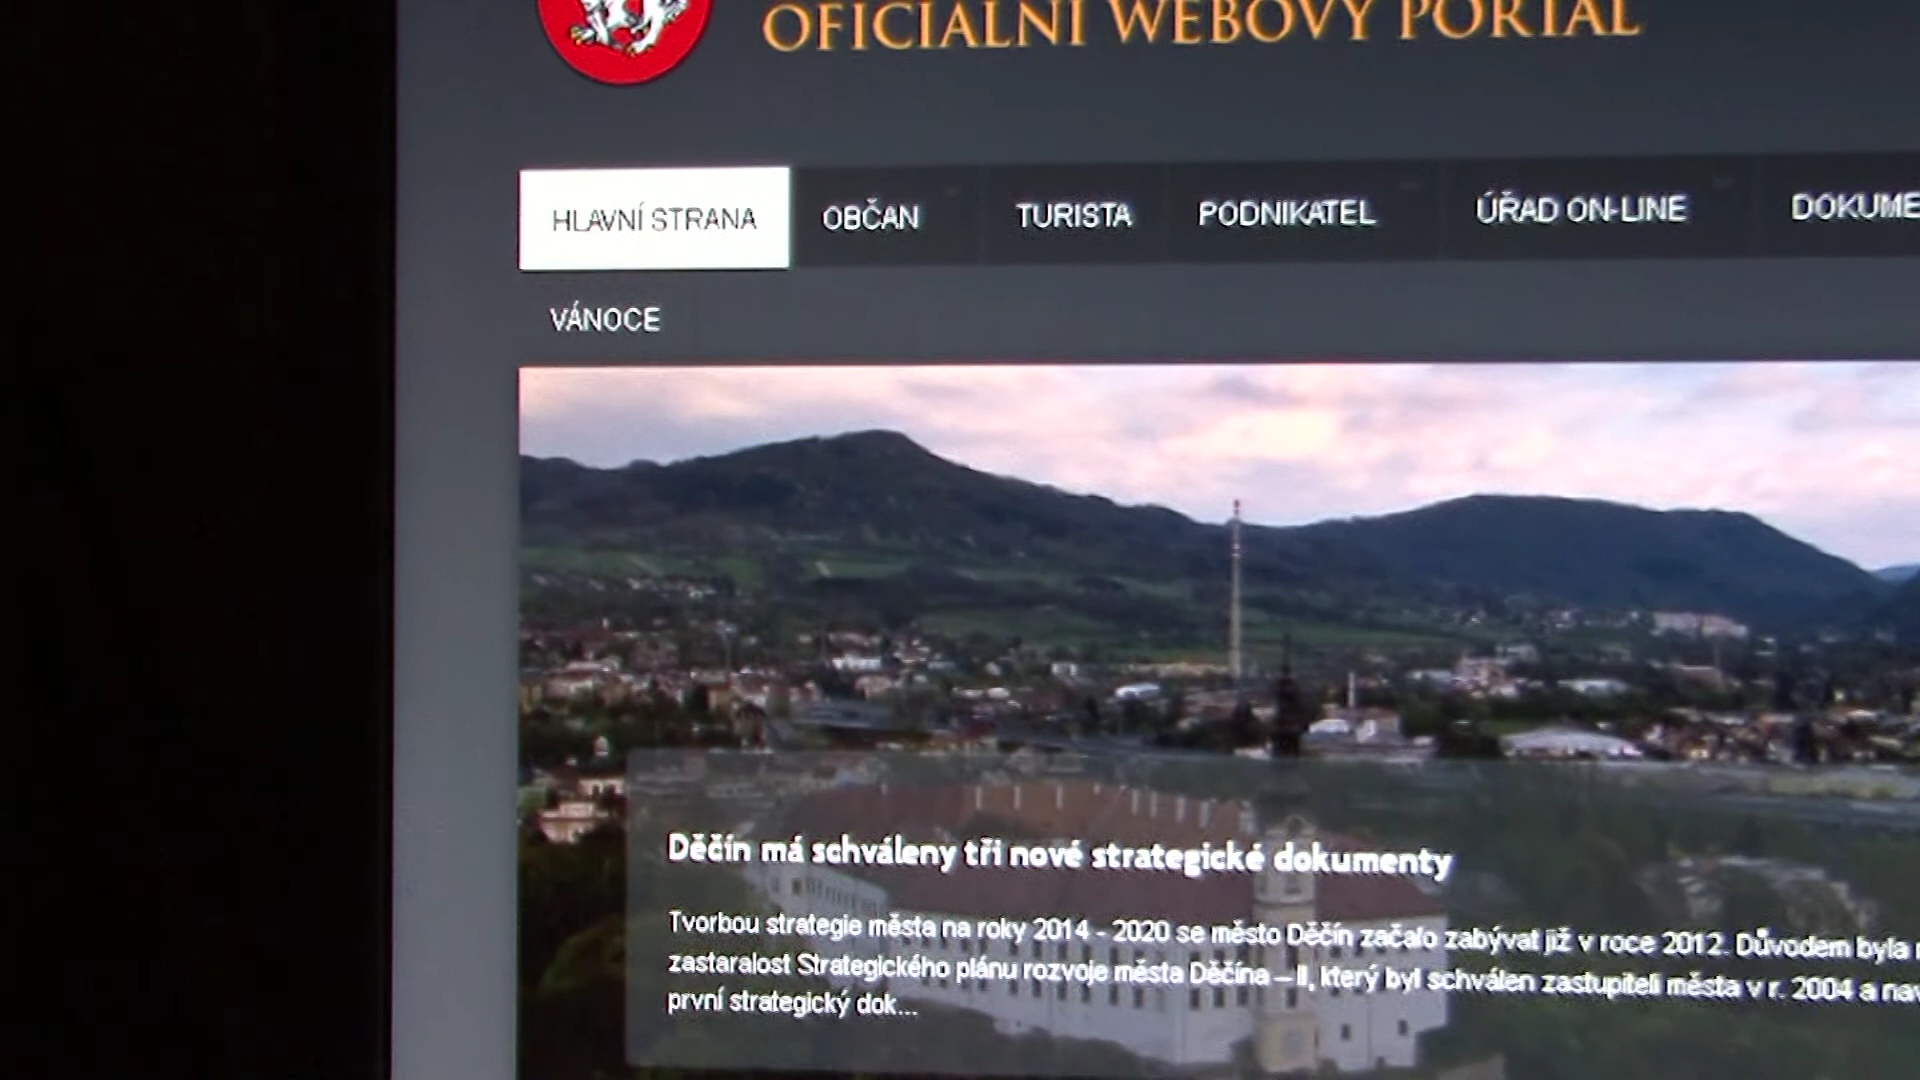 OFICIÁLNÍ WEBOVÝ PORTÁL
HLAVNÍ STRANA OBČAN TURISTA PODNIKATEL ÚŘAD ON-LINE DOKUME
VÁNOCE
Děčín má schváleny tři nové strategické dokumenty
Tvorbou strategie města na roky 2014 - 2020 se město Děčín začalo zabývat již v roce 2012. Důvodem byla
zastaralost Strategického plánu rozvoje města Děčína – II, který byl schválen zastupiteli města v r. 2004 a nav
první strategický dok...